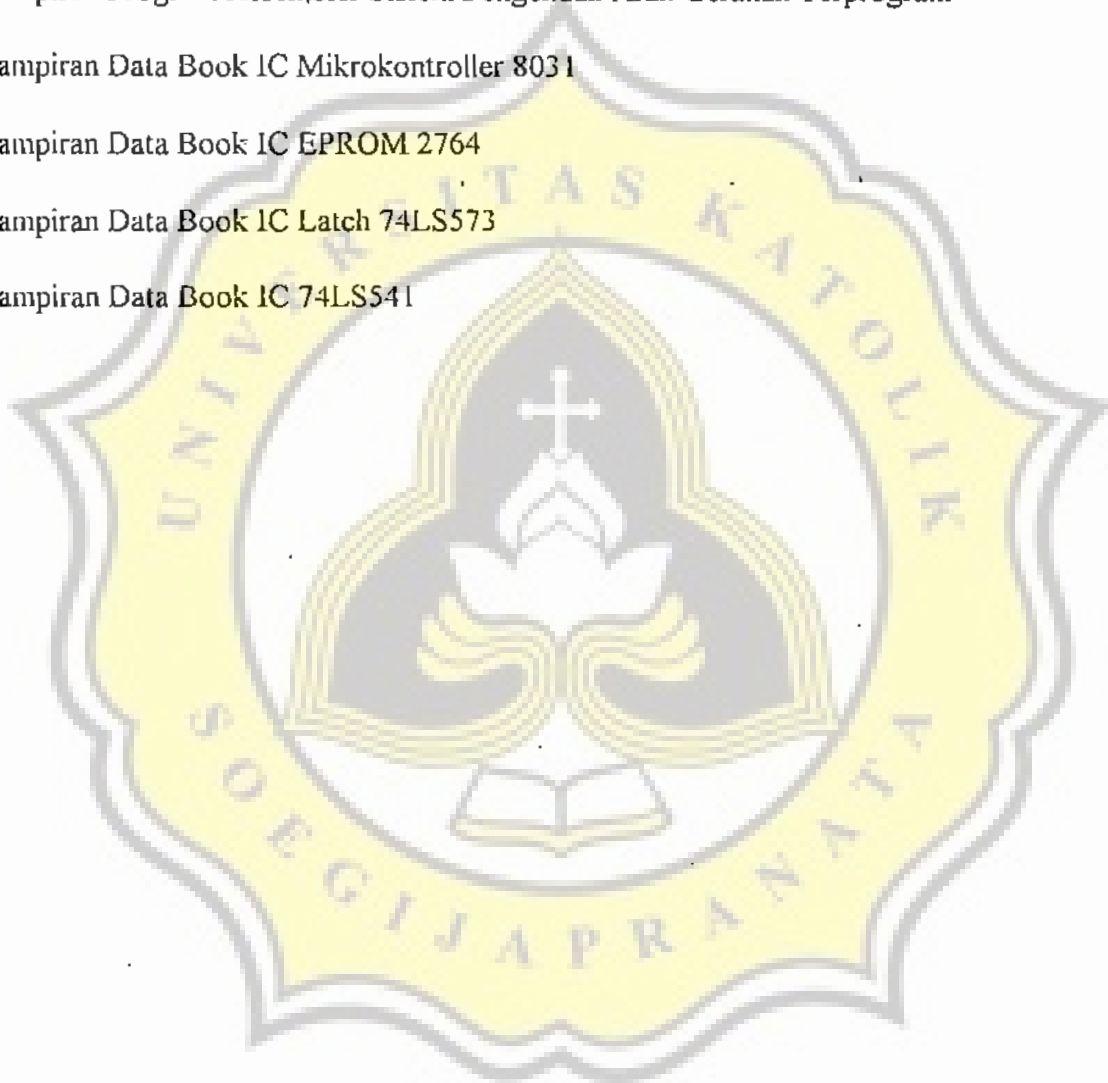 ampiran Data Book IC Mikrokontroller 8031
ampiran Data Book IC EPROM 2764
ampiran Data Book IC Latch 74LS573
ampiran Data Book IC 74LS541
UNIVERSITAS KATOLIK
SOEGIJAPRANATA